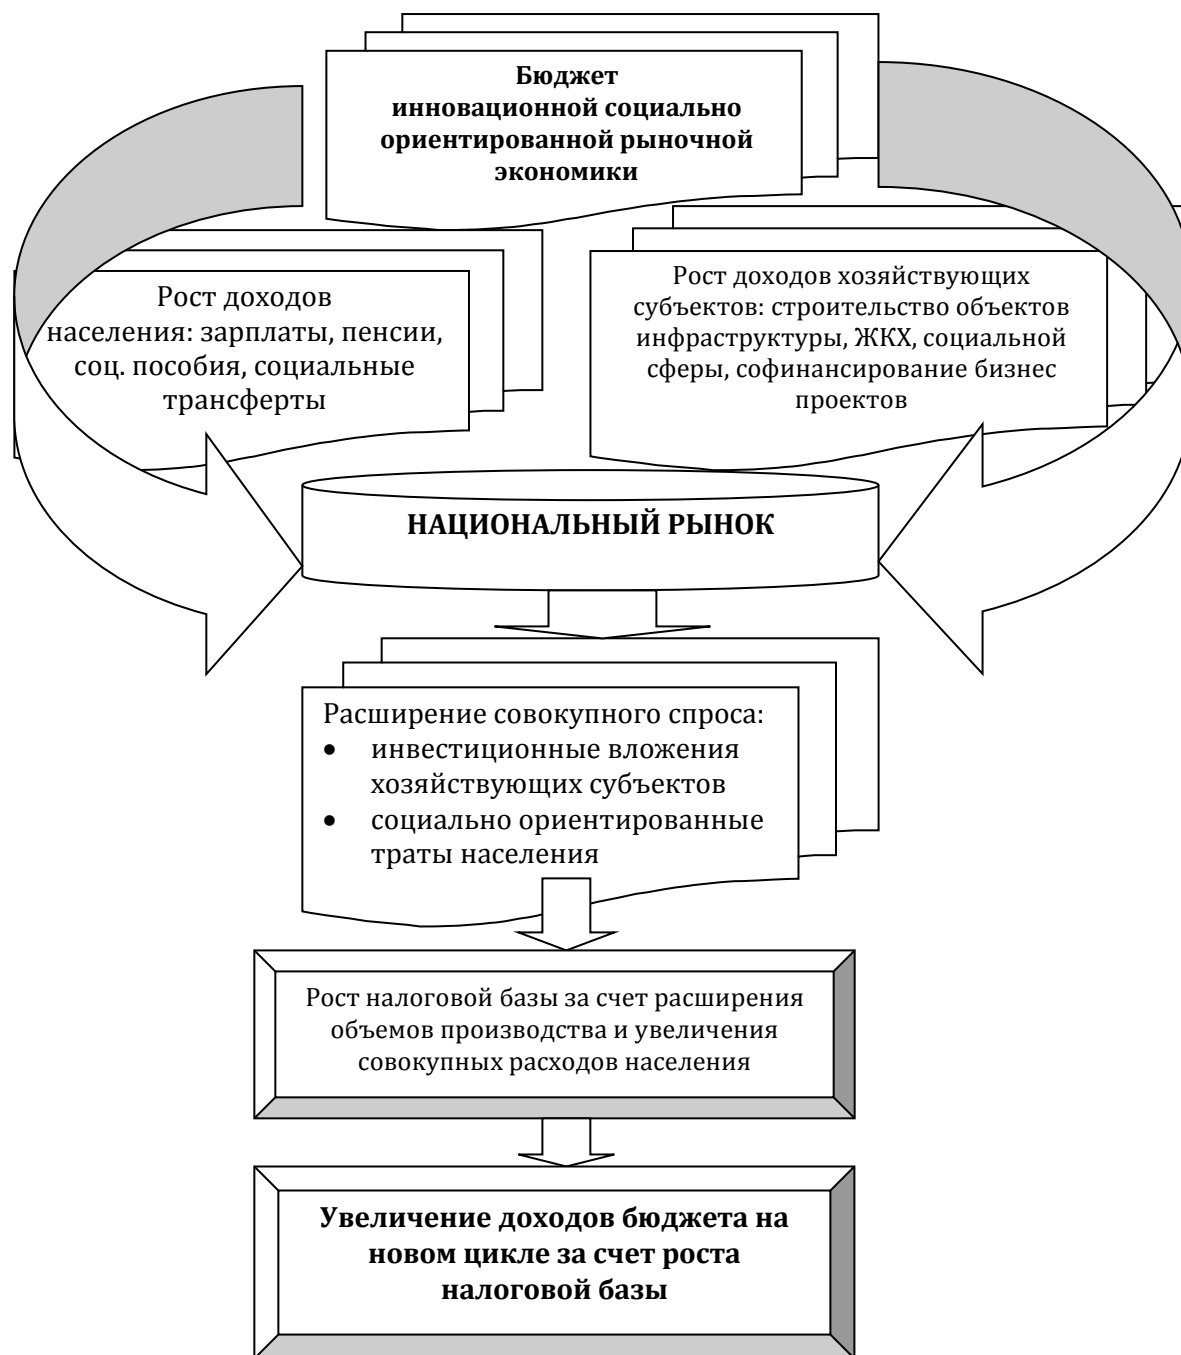 Бюджет
инновационной социально
ориентированной рыночной
экономики
Рост доходов
населения: зарплаты, пенсии,
соц. пособия, социальные
трансферты
Рост доходов хозяйствующих
субъектов: строительство объектов
инфраструктуры, ЖКХ, социальной
сферы, софинансирование бизнес
проектов
НАЦИОНАЛЬНЫЙ РЫНОК
Расширение совокупного спроса:
• инвестиционные вложения
хозяйствующих субъектов
• социально ориентированные
траты населения
Рост налоговой базы за счет расширения
объемов производства и увеличения
совокупных расходов населения
Увеличение доходов бюджета на
новом цикле за счет роста
налоговой базы